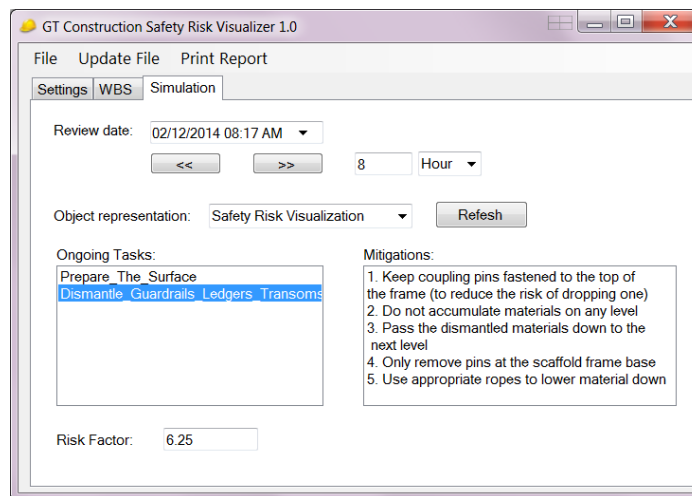 GT Construction Safety Risk Visualizer 1.0
File Update File Print Report
Settings WBS Simulation
Review date: 02/12/2014 08:17 AM
<< >> 8 Hour
Object representation: Safety Risk Visualization Refesh
Ongoing Tasks:
Prepare_The_Surface
Dismantle_Guardrails_Ledgers_Transoms
Mitigations:
1. Keep coupling pins fastened to the top of
the frame (to reduce the risk of dropping one)
2. Do not accumulate materials on any level
3. Pass the dismantled materials down to the
next level
4. Only remove pins at the scaffold frame base
5. Use appropriate ropes to lower material down
Risk Factor: 6.25